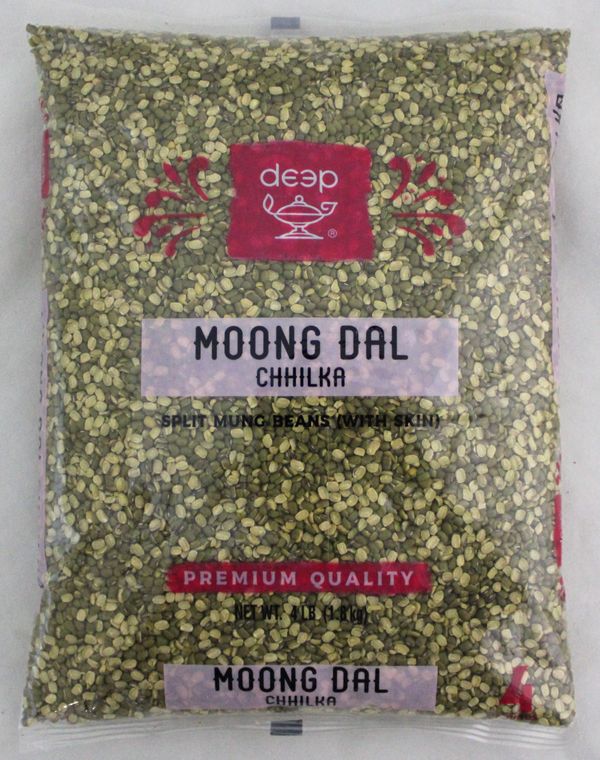 deep
®
MOONG DAL
CHHILKA
SPLIT MUNG BEANS (WITH SKIN)
PREMIUM QUALITY
NET WT. 4 LB (1.8 kg)
MOONG DAL
CHHILKA
4